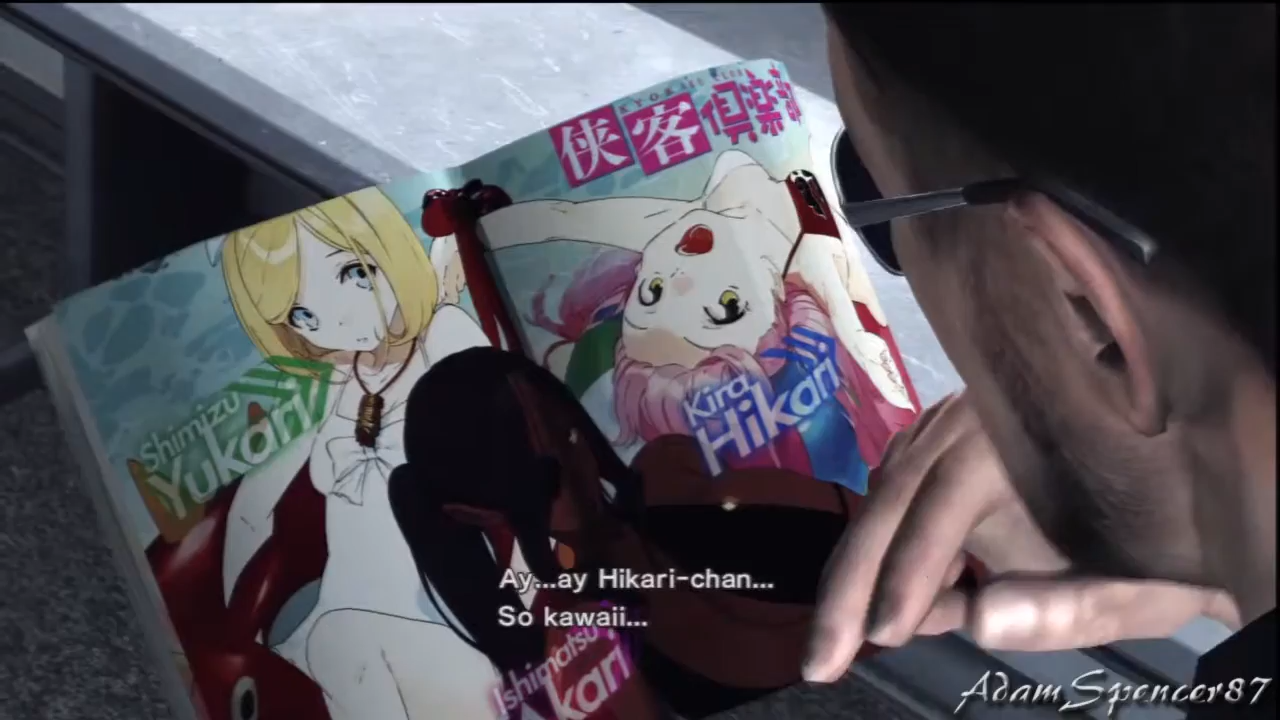 KYOKAKU CLUB
侠客倶楽部
Shimizu
Yukari
Kira
Hikari
Ay...ay Hikari-chan...
So kawaii...
Ishimatsu
Akari
AdamSpencer87